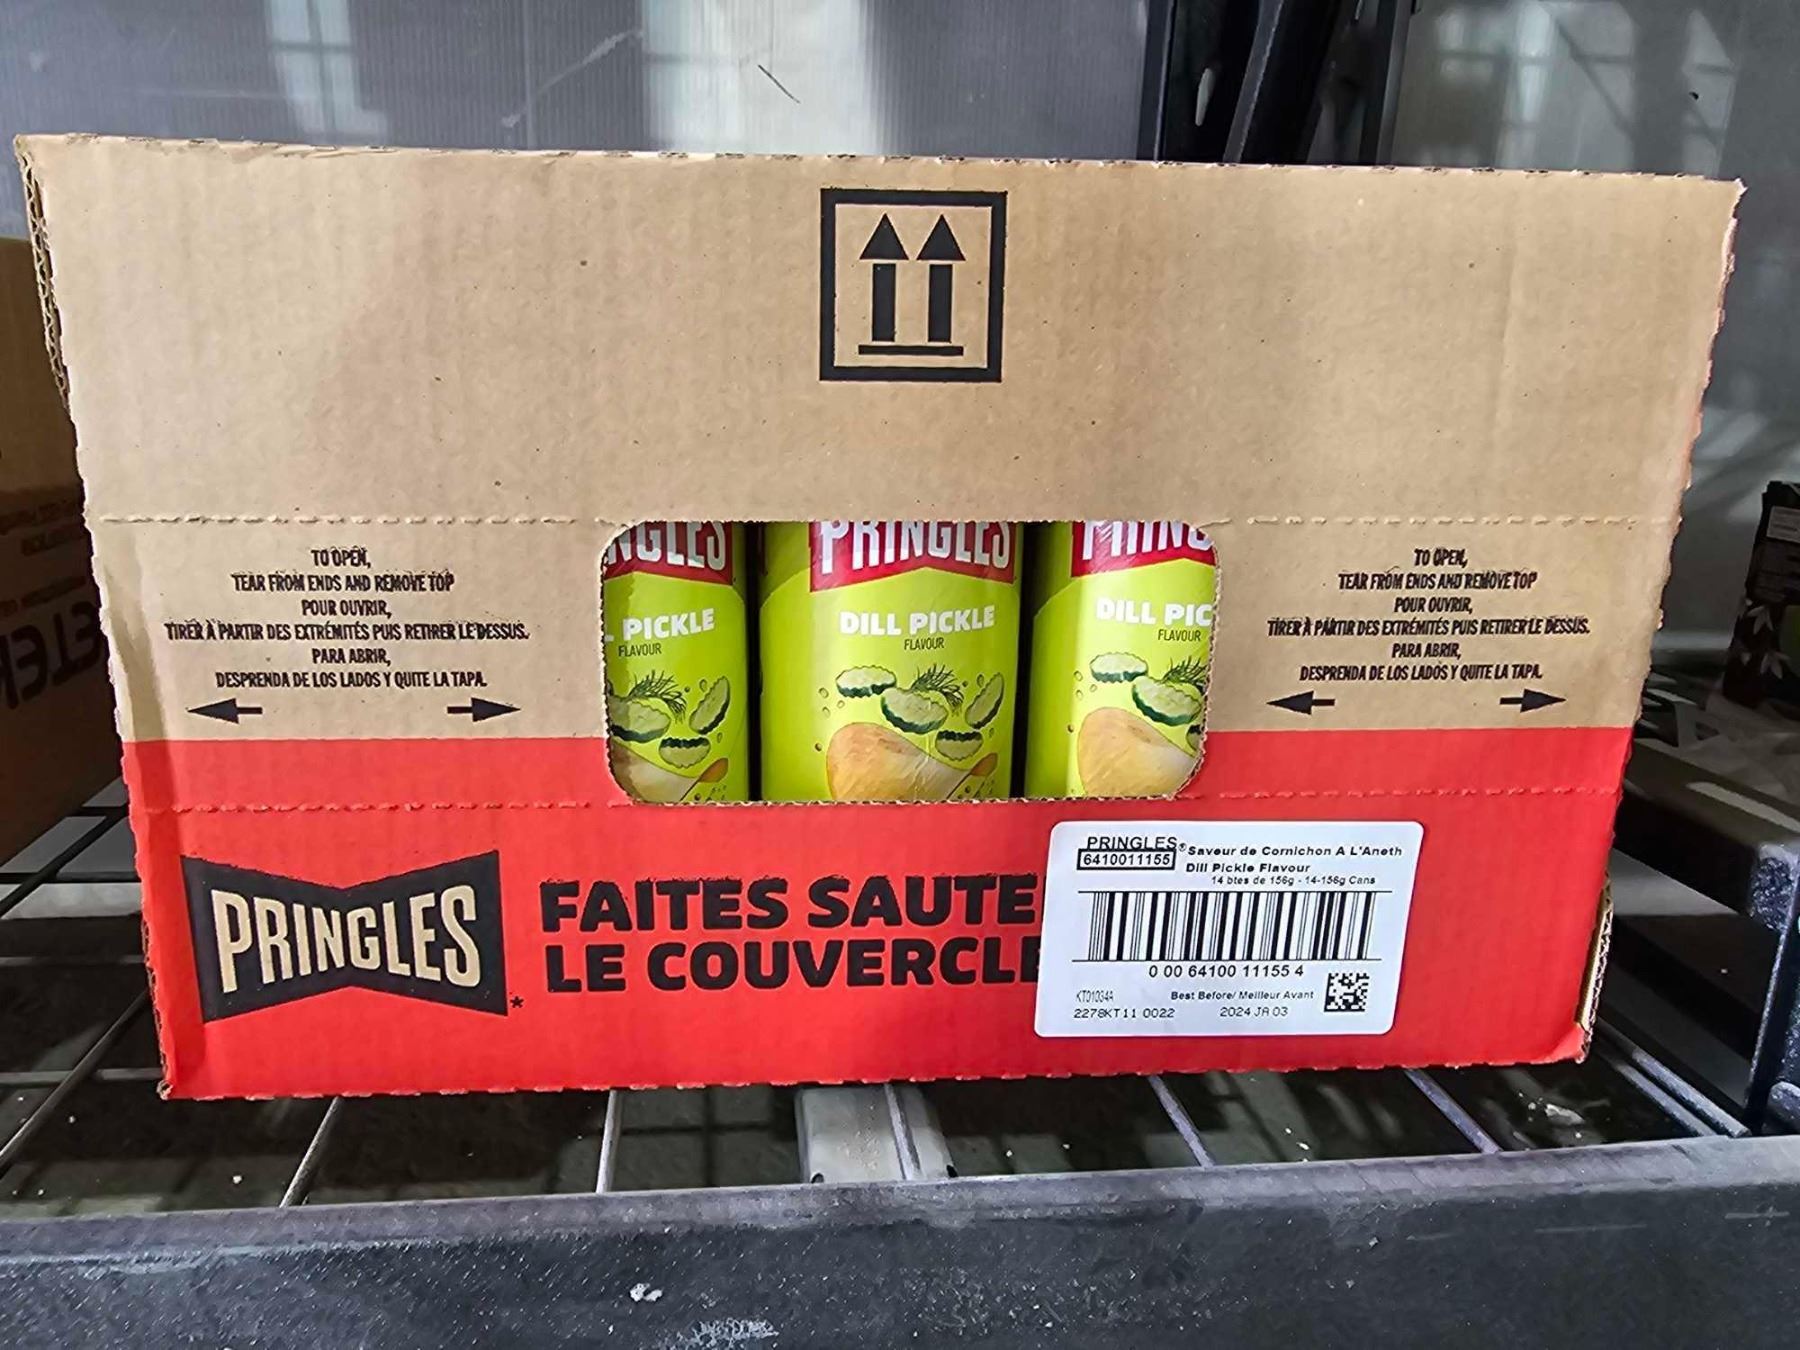 TO OPEN,
TEAR FROM ENDS AND REMOVE TOP
POUR OUVRIR,
TIRER À PARTIR DES EXTRÉMITÉS PUIS RETIRER LE DESSUS.
PARA ABRIR,
DESPRENDA DE LOS LADOS Y QUITE LA TAPA.
NGLES
PICKLE
FLAVOUR
PRINGLES
DILL PICKLE
FLAVOUR
PRING
DILL PIC
FLAVOUR
TO OPEN,
TEAR FROM ENDS AND REMOVE TOP
POUR OUVRIR,
TIRER À PARTIR DES EXTRÉMITÉS PUIS RETIRER LE DESSUS.
PARA ABRIR,
DESPRENDA DE LOS LADOS Y QUITE LA TAPA.
PRINGLES
FAITES SAUTE
LE COUVERCLE
PRINGLES® Saveur de Cornichon A L'Aneth
6410011155 Dill Pickle Flavour
14 btes de 156g - 14-156g Cans
0 00 64100 11155 4
KT01034A Best Before/ Meilleur Avant
2278KT11 0022 2024 JA 03